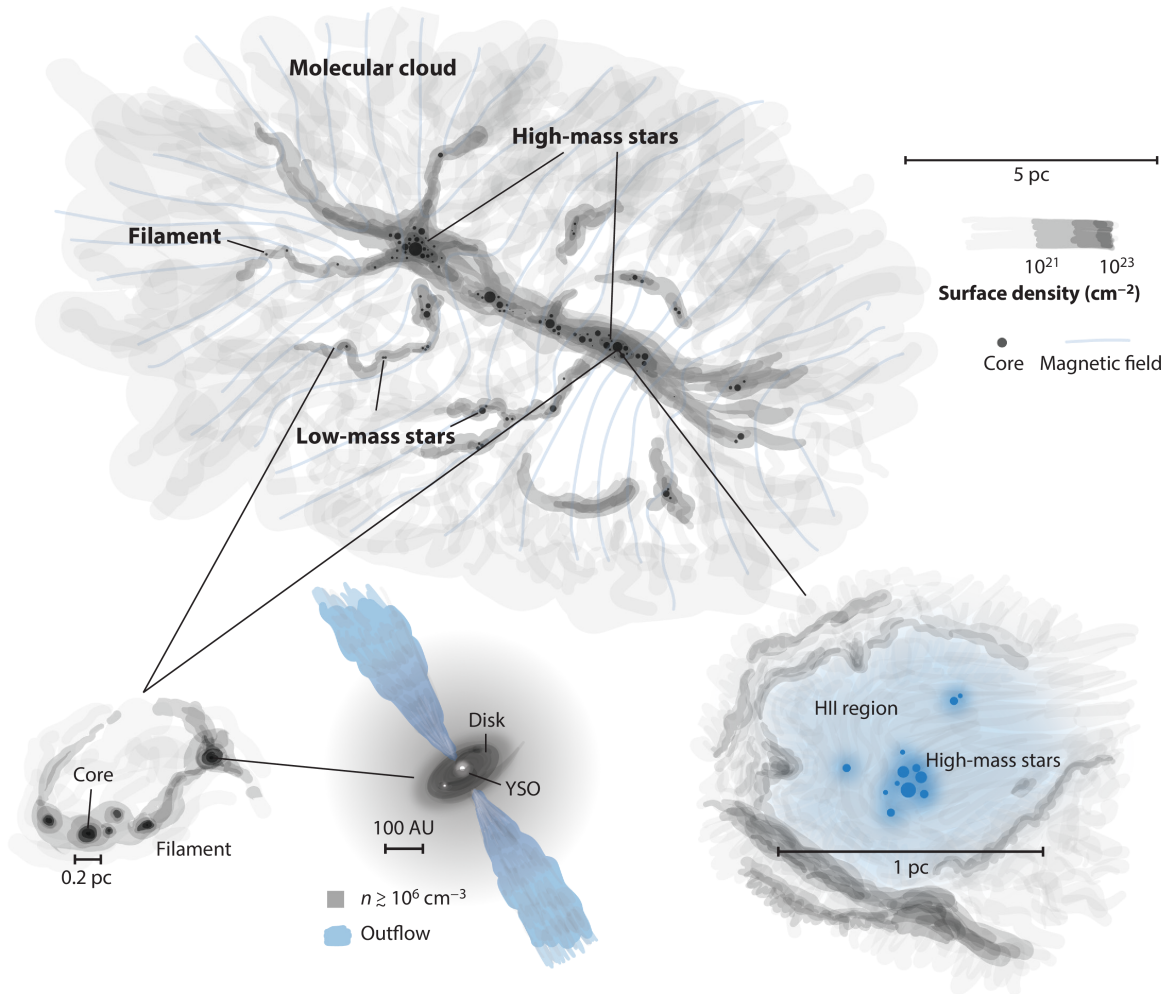 Molecular cloud
High-mass stars
5 pc
Filament
10²¹ 10²³
Surface density (cm⁻²)
Core Magnetic field
Low-mass stars
Disk
HII region
High-mass stars
Core
YSO
100 AU
Filament
1 pc
0.2 pc
n ≳ 10⁶ cm⁻³
Outflow